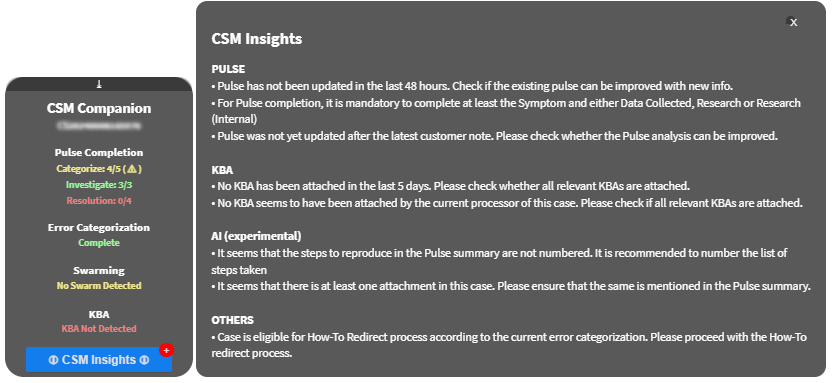 CSM Companion
Pulse Completion
Categorize: 4/5 (⚠)
Investigate: 3/3
Resolution: 0/4
Error Categorization
Complete
Swarming
No Swarm Detected
KBA
KBA Not Detected
CSM Insights
+
x
CSM Insights
PULSE
• Pulse has not been updated in the last 48 hours. Check if the existing pulse can be improved with new info.
• For Pulse completion, it is mandatory to complete at least the Symptom and either Data Collected, Research or Research
(Internal)
• Pulse was not yet updated after the latest customer note. Please check whether the Pulse analysis can be improved.
KBA
• No KBA has been attached in the last 5 days. Please check whether all relevant KBAs are attached.
• No KBA seems to have been attached by the current processor of this case. Please check if all relevant KBAs are attached.
AI (experimental)
• It seems that the steps to reproduce in the Pulse summary are not numbered. It is recommended to number the list of
steps taken
• It seems that there is at least one attachment in this case. Please ensure that the same is mentioned in the Pulse summary.
OTHERS
• Case is eligible for How-To Redirect process according to the current error categorization. Please proceed with the How-To
redirect process.